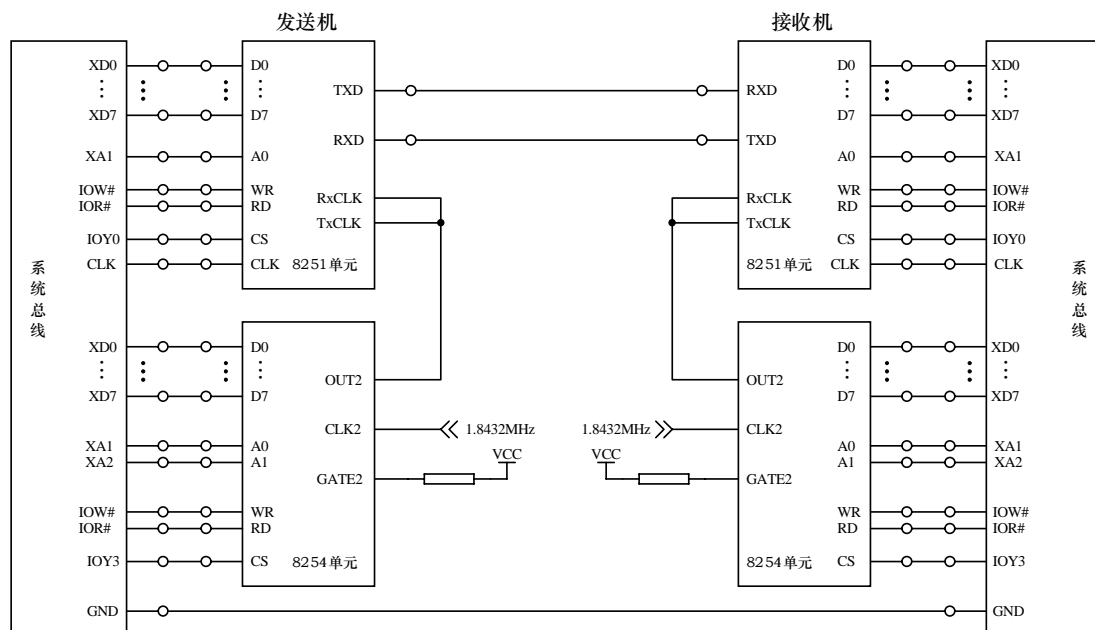 发送机 接收机
XD0 D0 D0 XD0
TXD RXD
XD7 D7 D7 XD7
RXD TXD
XA1 A0 A0 XA1
IOW# WR RxCLK RxCLK WR IOW#
IOR# RD RD IOR#
TxCLK TxCLK
IOY0 CS CS IOY0
CLK CLK 8251单元 8251单元 CLK CLK
系统总线
系统总线
XD0 D0 D0 XD0
OUT2 OUT2
XD7 D7 D7 XD7
CLK2 1.8432MHz 1.8432MHz CLK2
XA1 A0 A0 XA1
VCC VCC
XA2 A1 A1 XA2
GATE2 GATE2
IOW# WR WR IOW#
IOR# RD RD IOR#
IOY3 CS 8254单元 8254单元 CS IOY3
GND GND